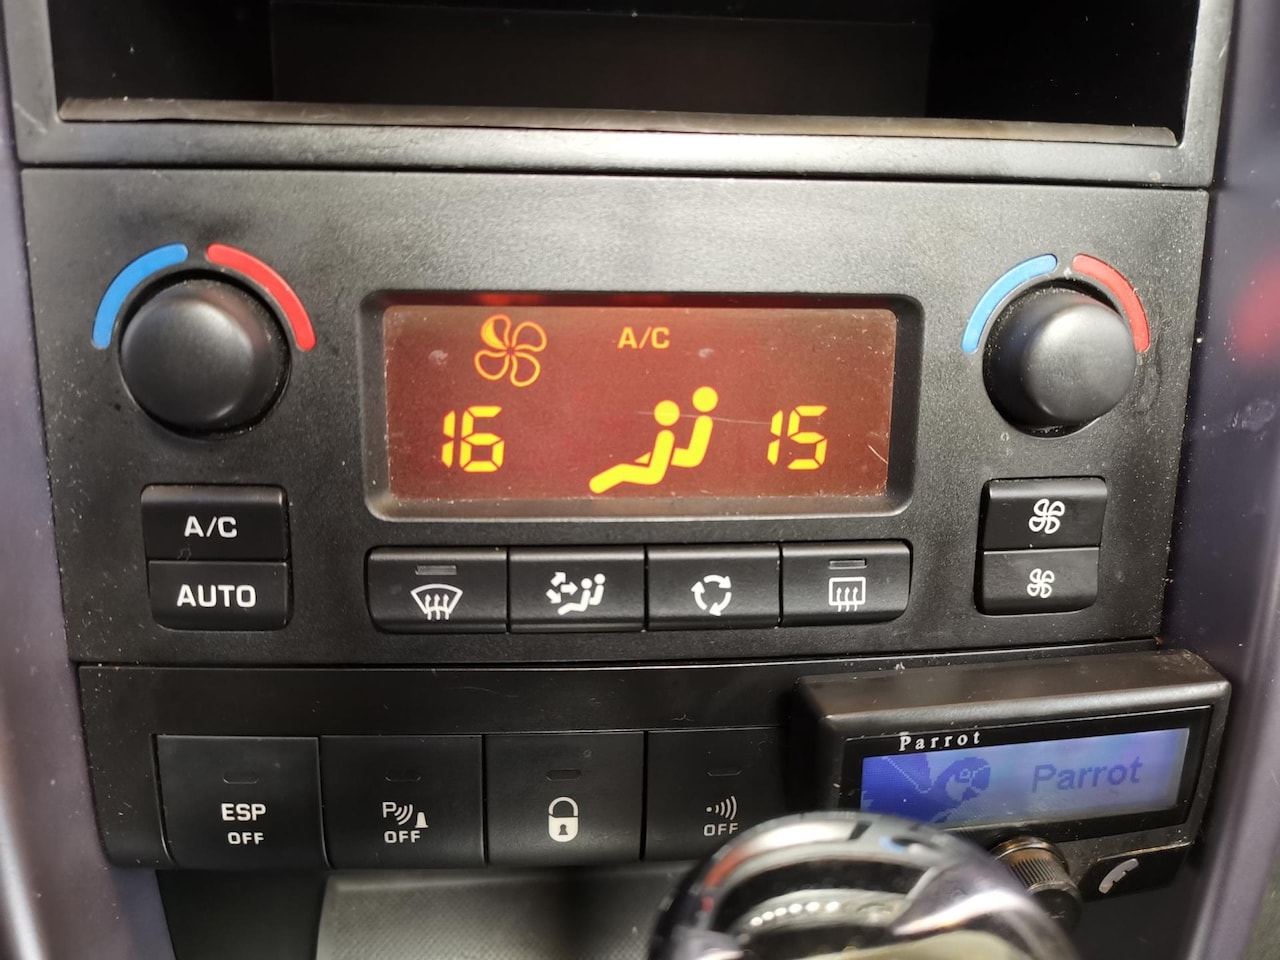 A/C
16 15
A/C
AUTO
ESP
OFF
P
OFF
OFF
Parrot
Parrot